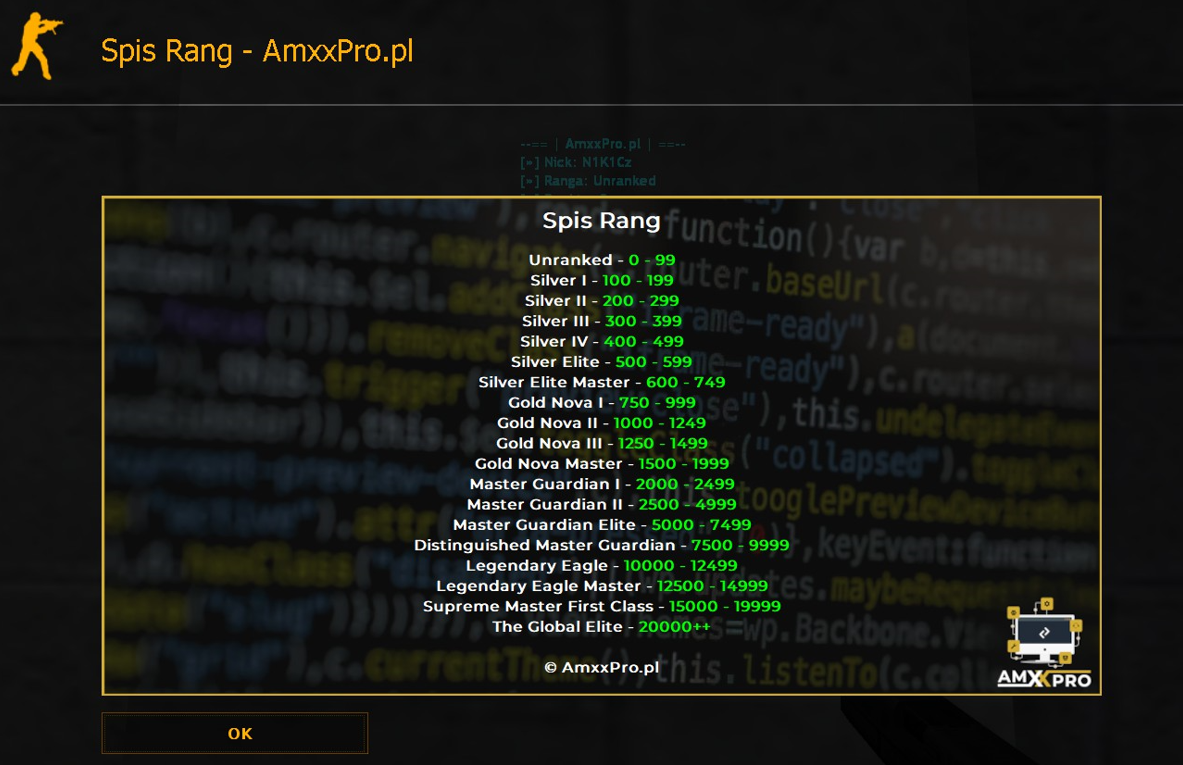 Spis Rang - AmxxPro.pl
--== | AmxxPro.pl | ==--
[»] Nick: N1K1Cz
[»] Ranga: Unranked
Spis Rang
Unranked - 0 - 99
Silver I - 100 - 199
Silver II - 200 - 299
Silver III - 300 - 399
Silver IV - 400 - 499
Silver Elite - 500 - 599
Silver Elite Master - 600 - 749
Gold Nova I - 750 - 999
Gold Nova II - 1000 - 1249
Gold Nova III - 1250 - 1499
Gold Nova Master - 1500 - 1999
Master Guardian I - 2000 - 2499
Master Guardian II - 2500 - 4999
Master Guardian Elite - 5000 - 7499
Distinguished Master Guardian - 7500 - 9999
Legendary Eagle - 10000 - 12499
Legendary Eagle Master - 12500 - 14999
Supreme Master First Class - 15000 - 19999
The Global Elite - 20000++
© AmxxPro.pl
AMXXPRO
OK